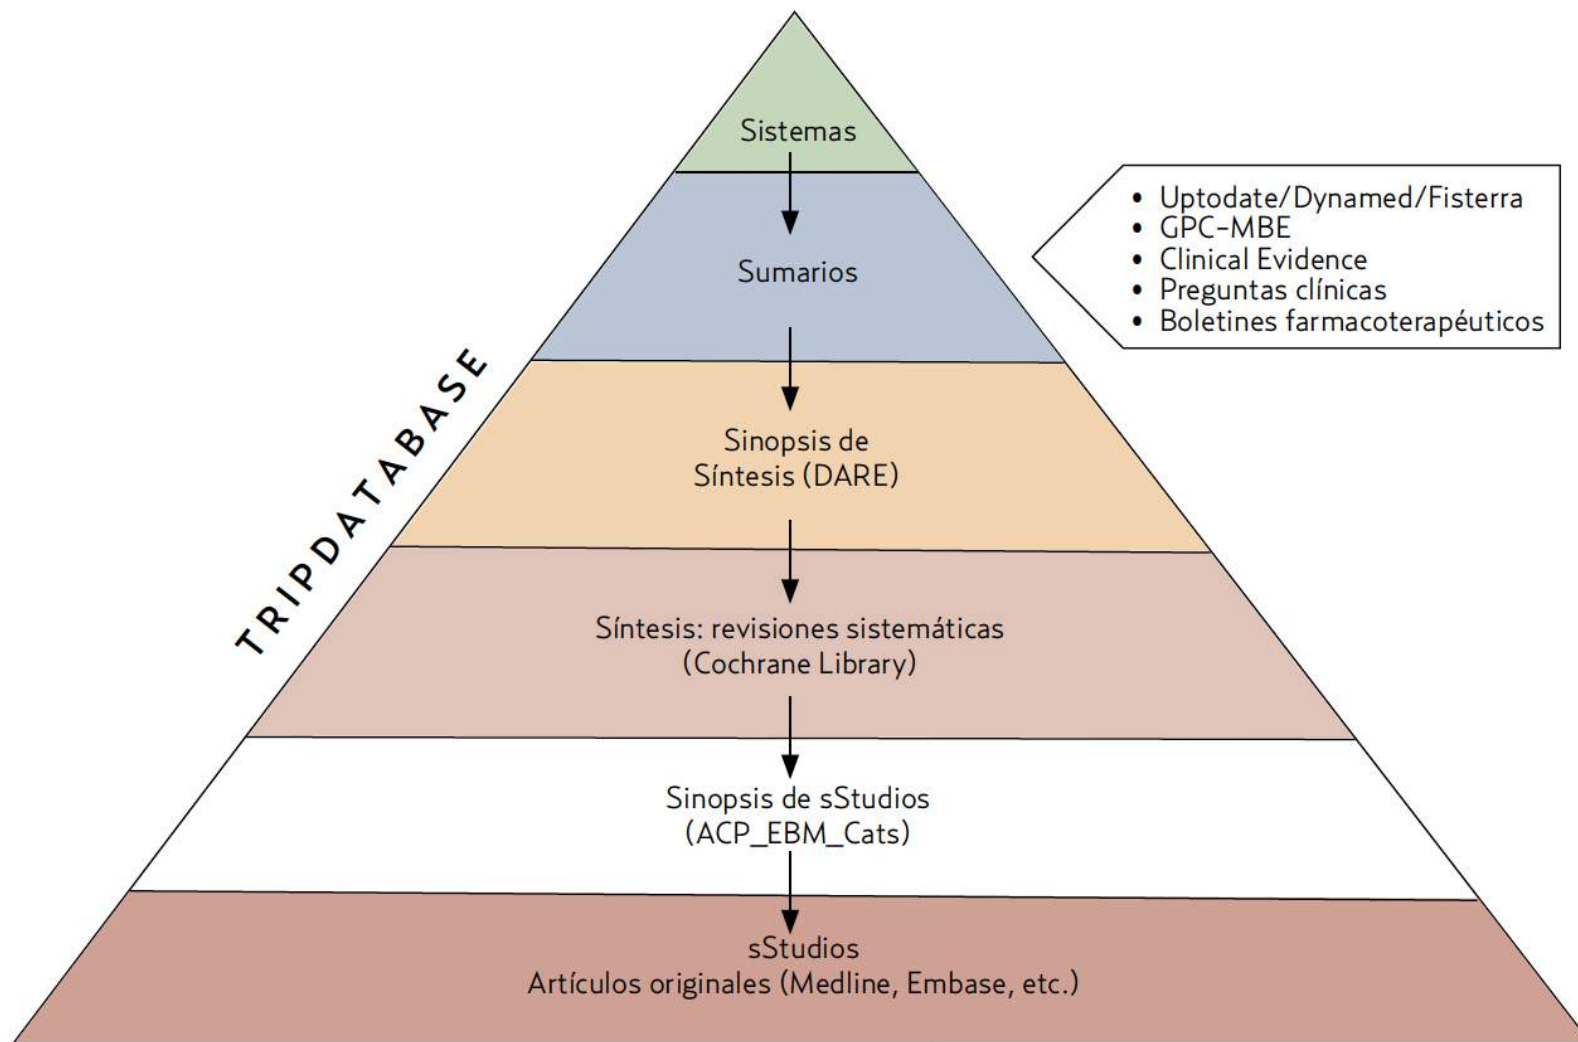 Sistemas
Sumarios
• Uptodate/Dynamed/Fisterra
• GPC-MBE
• Clinical Evidence
• Preguntas clínicas
• Boletines farmacoterapéuticos
TRIPDATABASE
Sinopsis de
Síntesis (DARE)
Síntesis: revisiones sistemáticas
(Cochrane Library)
Sinopsis de sStudios
(ACP_EBM_Cats)
sStudios
Artículos originales (Medline, Embase, etc.)